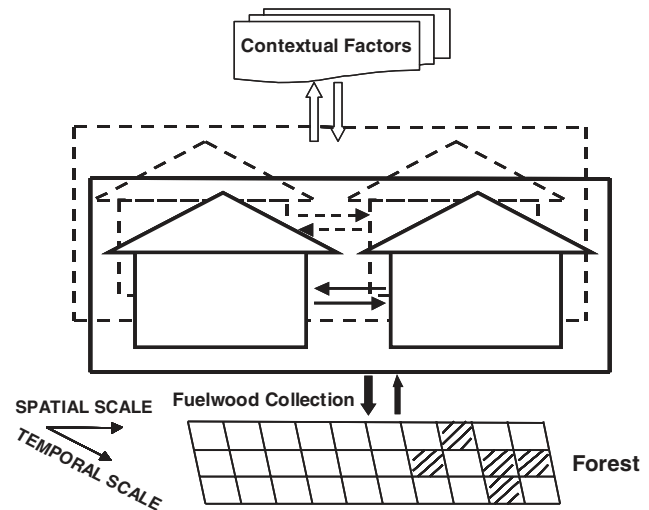 Contextual Factors
Fuelwood Collection
SPATIAL SCALE
TEMPORAL SCALE
Forest